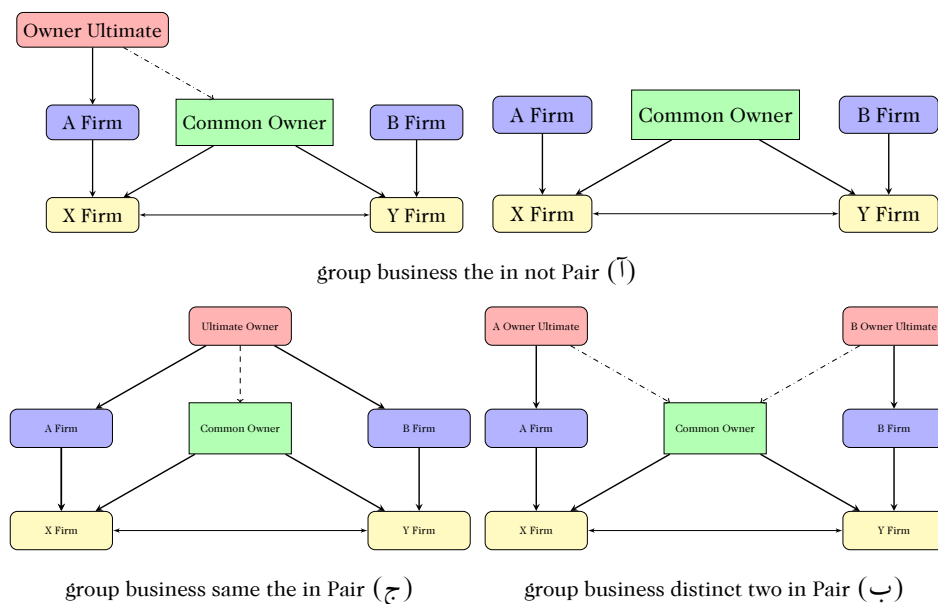 Owner Ultimate
A Firm
Common Owner
B Firm
X Firm
Y Firm
A Firm
Common Owner
B Firm
X Firm
Y Firm
group business the in not Pair (آ)
Ultimate Owner
A Firm
Common Owner
B Firm
X Firm
Y Firm
group business same the in Pair (ج)
A Owner Ultimate
B Owner Ultimate
A Firm
Common Owner
B Firm
X Firm
Y Firm
group business distinct two in Pair (ب)